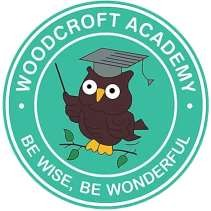 · WOODCROFT ACADEMY ·
BE WISE, BE WONDERFUL